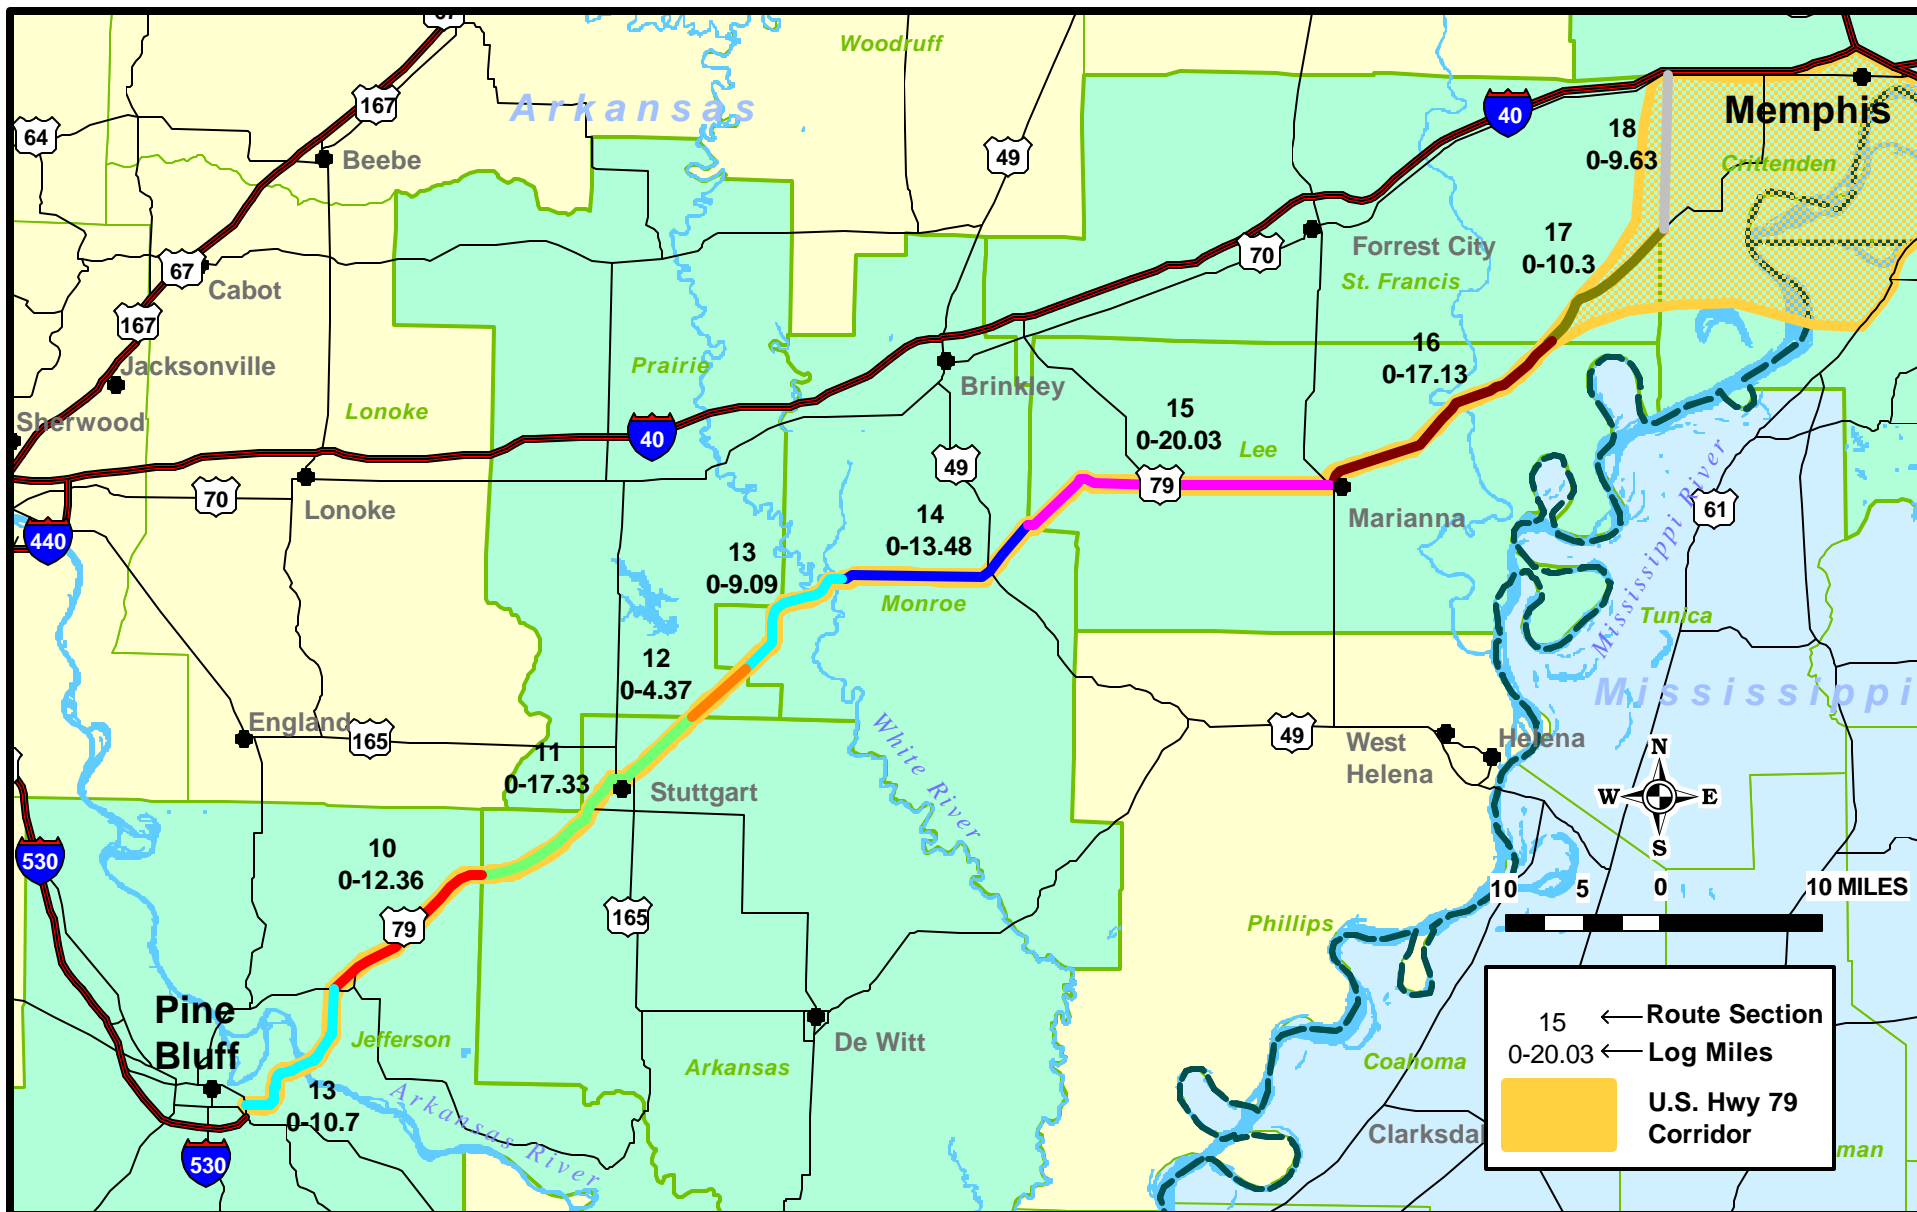 67
Woodruff
Arkansas
167
64
Beebe
49
40
Memphis
18
0-9.63
Crittenden
17
0-10.3
Forrest City
St. Francis
70
67
Cabot
167
Jacksonville
Sherwood
Prairie
Lonoke
40
Brinkley
16
0-17.13
15
0-20.03
Lee
49
79
Marianna
70
Lonoke
440
14
0-13.48
13
0-9.09
Monroe
61
Mississippi River
Tunica
Mississippi
12
0-4.37
England
165
11
0-17.33
Stuttgart
White River
49
West
Helena
Helena
N
W
E
S
530
10
0-12.36
79
165
10
5
0
10 MILES
Phillips
Pine
Bluff
Jefferson
De Witt
Arkansas
13
0-10.7
Arkansas River
530
Coahoma
Clarksdal
man
15
Route Section
0-20.03
Log Miles
U.S. Hwy 79
Corridor